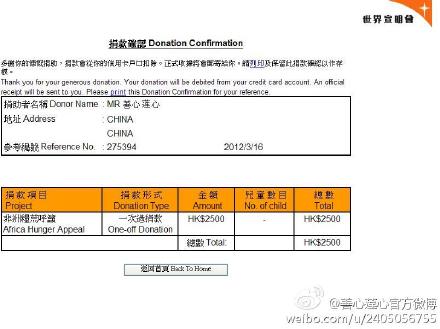 世界宣明會
捐款確認 Donation Confirmation
多謝你的慷慨捐助，捐款會從你的信用卡戶口扣除。正式收據將會郵寄給你。請列印及保留此捐款確認以作存
根。
Thank you for your generous donation. Your donation will be debited from your credit card account. An official
receipt will be sent to you. Please print this Donation Confirmation for your reference.
捐助者名稱 Donor Name : MR 善心蓮心
地址 Address : CHINA
CHINA
參考編號 Reference No. : 275394 2012/3/16
捐款項目 捐款形式 金額 兒童數目 總數
Project Donation Type Amount No. of child Total
非洲糧荒呼籲 一次過捐款 HK$2500 - HK$2500
Africa Hunger Appeal One-off Donation
總數 Total: HK$2500
返回首頁 Back To Home
@善心蓮心官方微博
weibo.com/u/2405056755